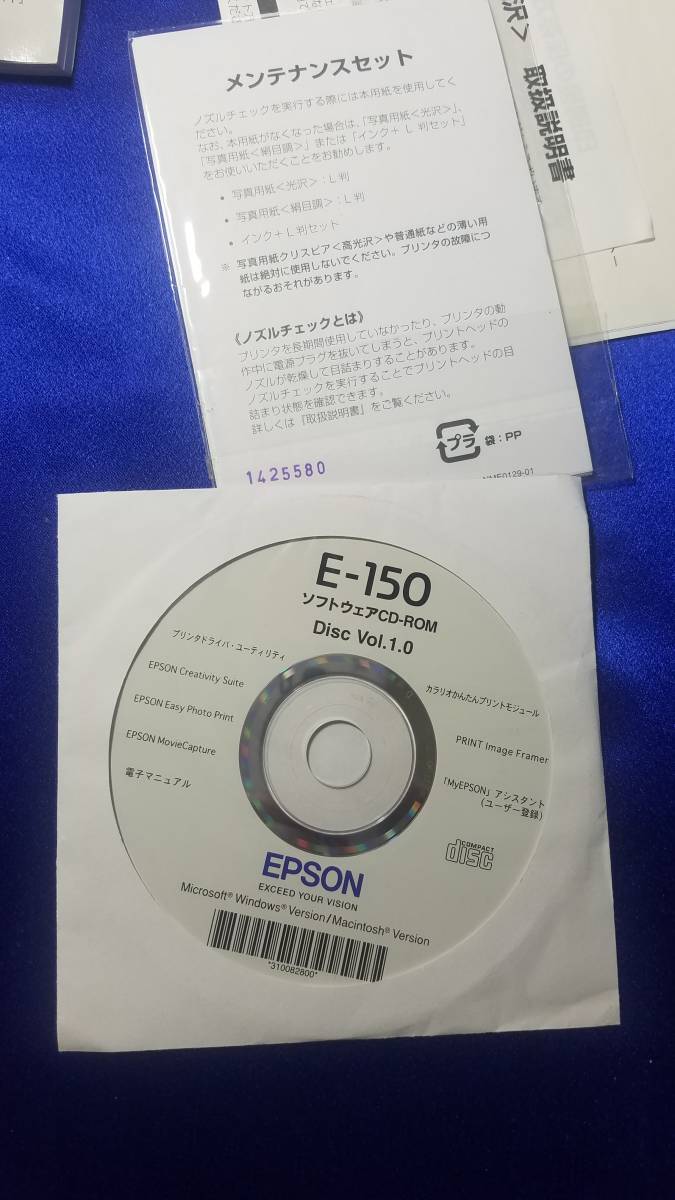 メンテナンスセット
ノズルチェックを実行する際には本用紙を使用してく
ださい。
なお、本用紙がなくなった場合は、「写真用紙＜光沢＞」、
「写真用紙＜絹目調＞」または「インク＋ L 判セット」
をお使いいただくことをお勧めします。
• 写真用紙＜光沢＞：L 判
• 写真用紙＜絹目調＞：L 判
• インク＋L 判セット
※ 写真用紙クリスピア＜高光沢＞や普通紙などの薄い用
紙は絶対に使用しないでください。プリンタの故障につ
ながるおそれがあります。
《ノズルチェックとは》
プリンタを長期間使用していなかったり、プリンタの動
作中に電源プラグを抜いてしまうと、プリントヘッドの
ノズルが乾燥して目詰まりすることがあります。
ノズルチェックを実行することでプリントヘッドの目
詰まり状態を確認できます。
詳しくは「取扱説明書」をご覧ください。
プラ 袋：PP
1425580
沢＞ 取扱説明書
E-150
ソフトウェアCD-ROM
Disc Vol.1.0
プリンタドライバ・ユーティリティ
EPSON Creativity Suite
EPSON Easy Photo Print
EPSON MovieCapture
電子マニュアル
カラリオかんたんプリントモジュール
PRINT Image Framer
「MyEPSON」アシスタント
(ユーザー登録)
COMPACT
disc
EPSON
EXCEED YOUR VISION
Microsoft® Windows® Version/Macintosh® Version
*310082800*